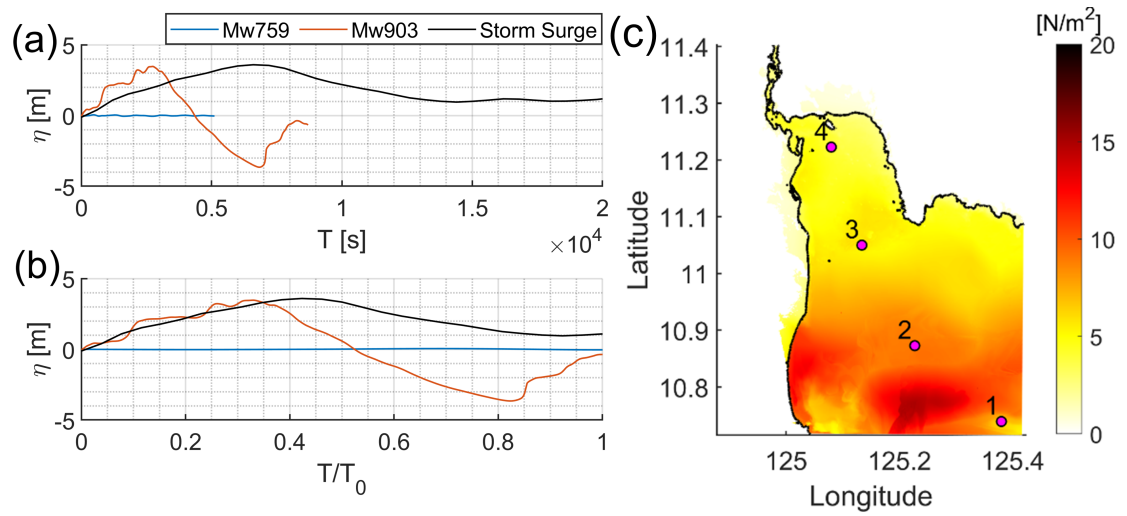 (a)
Mw759 Mw903 Storm Surge
5
0
-5
η [m]
0 0.5 1 1.5 2
T [s]
×10⁴
(b)
5
0
-5
η [m]
0 0.2 0.4 0.6 0.8 1
T/T₀
(c)
[N/m²]
11.4
11.3
11.2
11.1
11
10.9
10.8
Latitude
4
3
2
1
125 125.2 125.4
Longitude
20
15
10
5
0